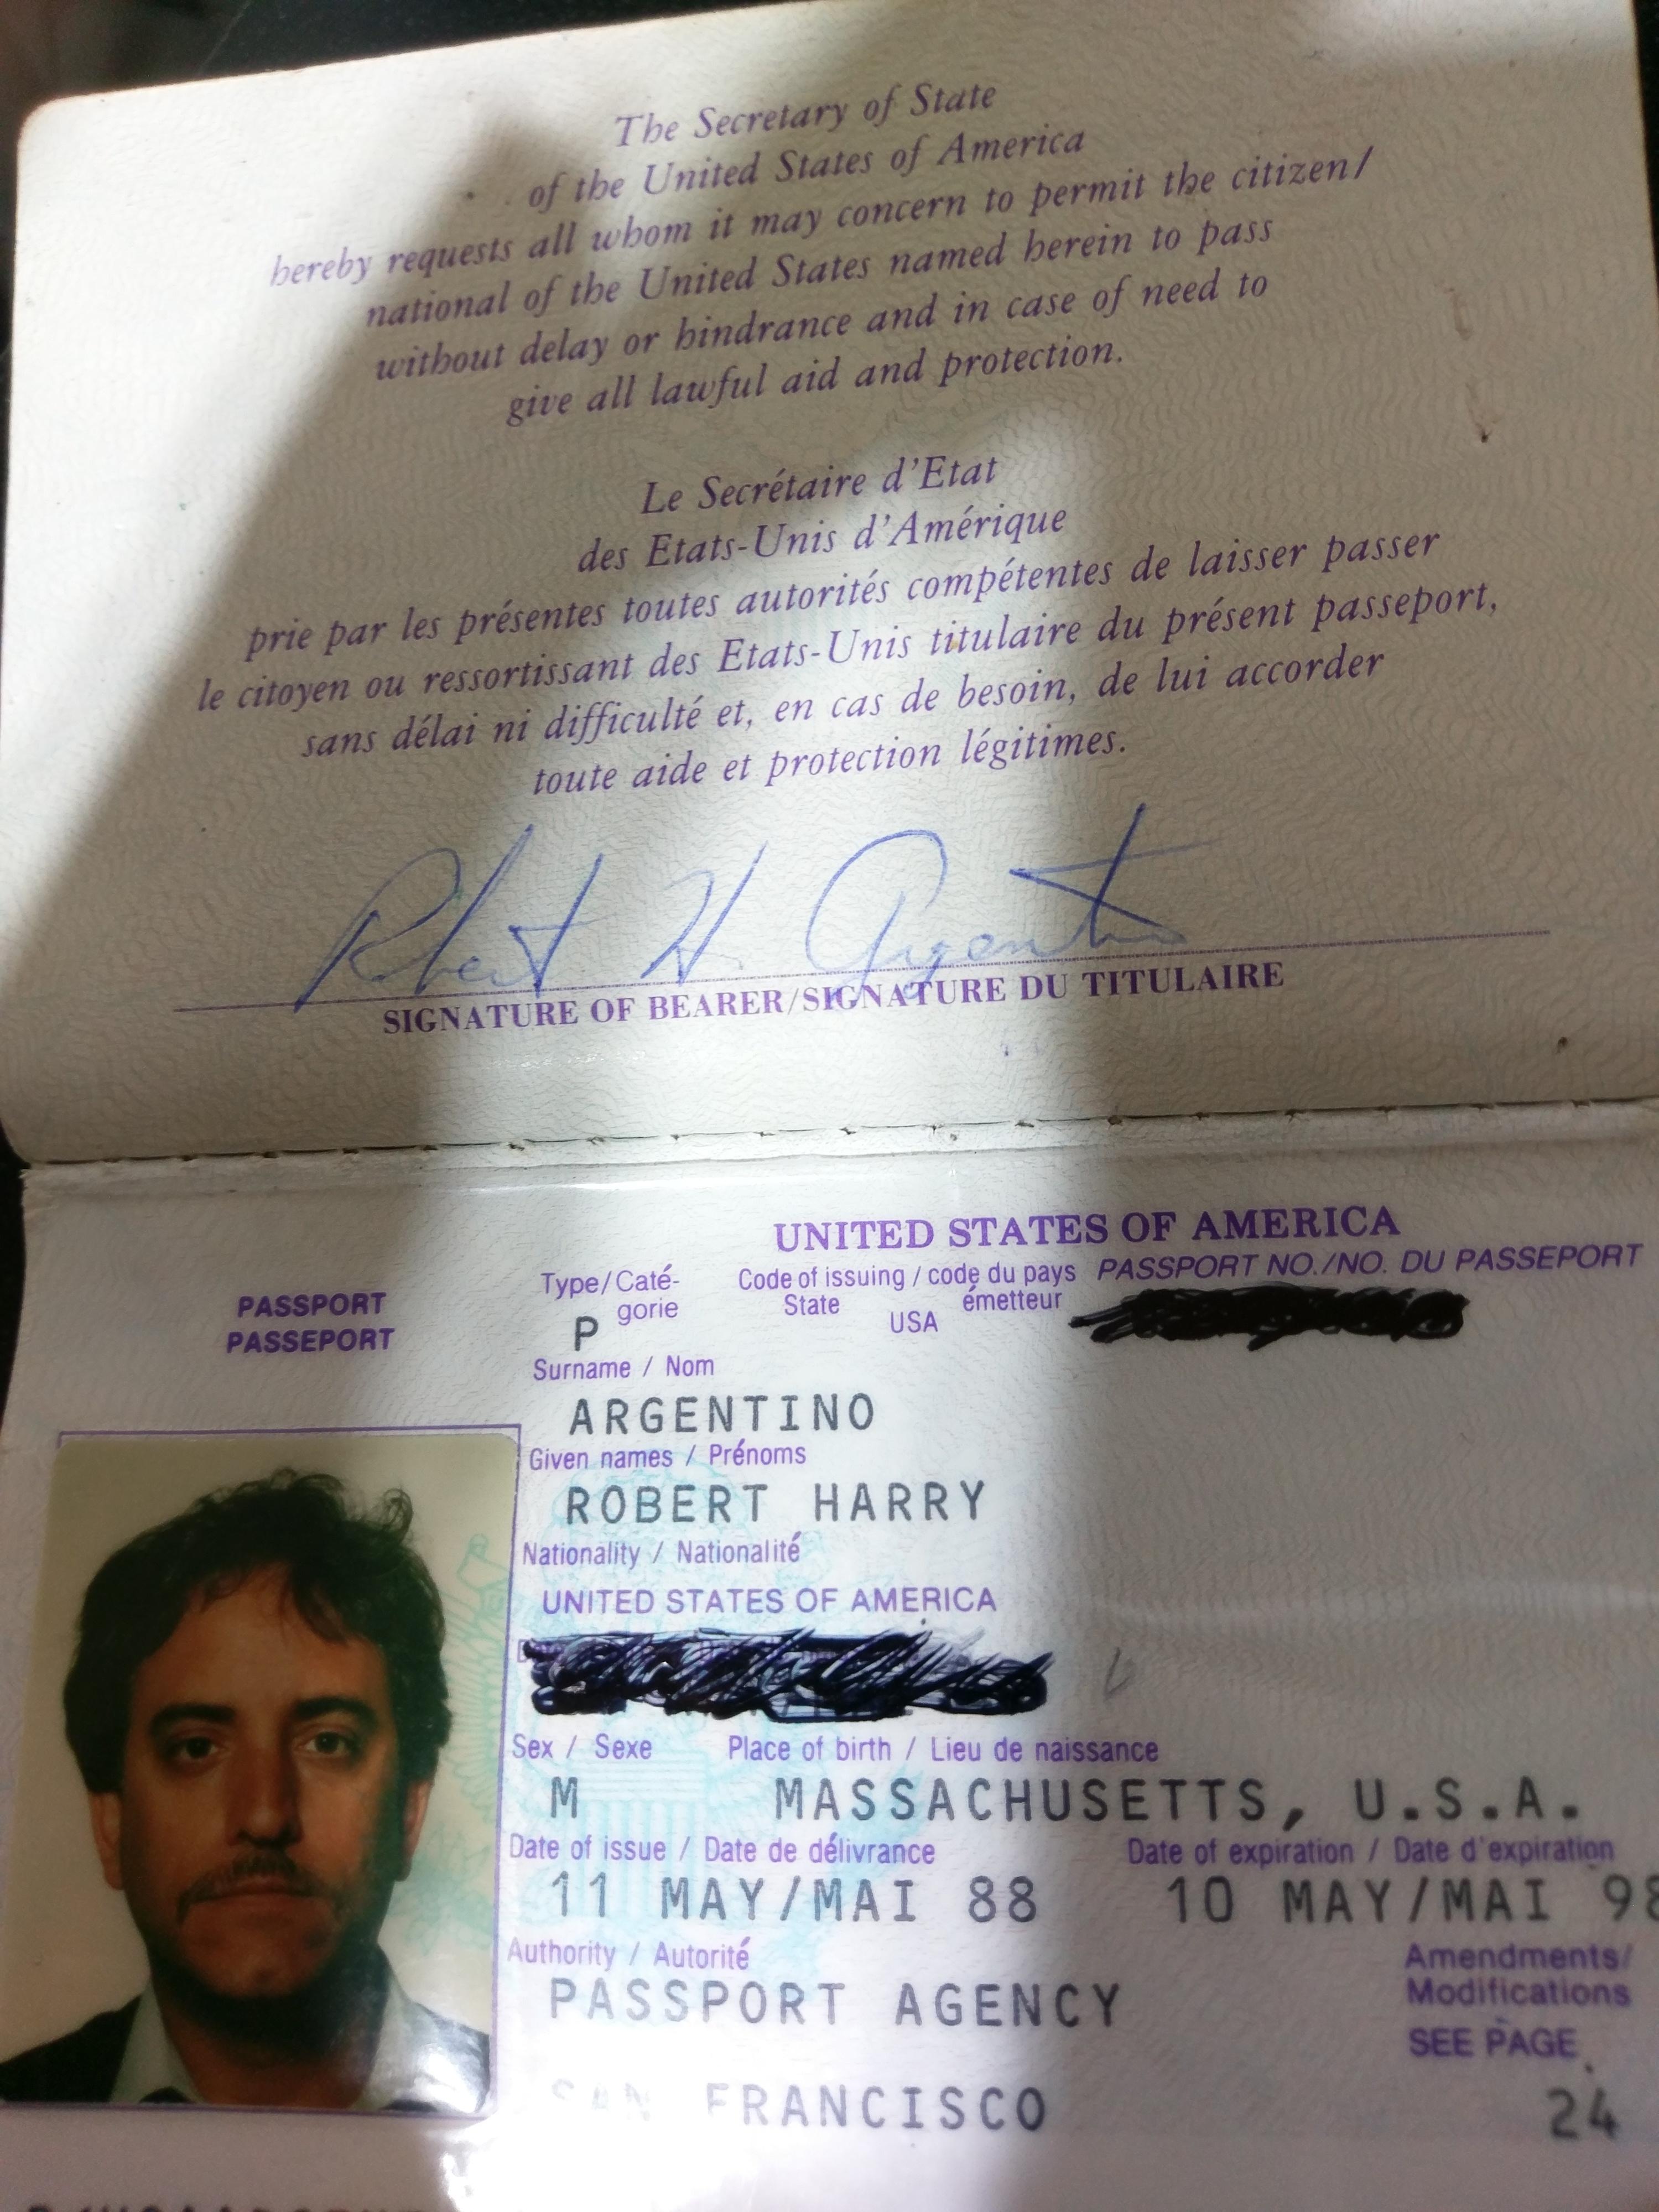 The Secretary of State
of the United States of America
hereby requests all whom it may concern to permit the citizen/
national of the United States named herein to pass
without delay or hindrance and in case of need to
give all lawful aid and protection.
Le Secrétaire d'Etat
des Etats-Unis d'Amérique
prie par les présentes toutes autorités compétentes de laisser passer
le citoyen ou ressortissant des Etats-Unis titulaire du présent passeport,
sans délai ni difficulté et, en cas de besoin, de lui accorder
toute aide et protection légitimes.
Robert H. Argentino
SIGNATURE OF BEARER/SIGNATURE DU TITULAIRE
UNITED STATES OF AMERICA
PASSPORT
PASSEPORT
Type/Caté-
gorie
P
Code of issuing / code du pays
State émetteur
USA
PASSPORT NO./NO. DU PASSEPORT
Surname / Nom
ARGENTINO
Given names / Prénoms
ROBERT HARRY
Nationality / Nationalité
UNITED STATES OF AMERICA
Sex / Sexe Place of birth / Lieu de naissance
M MASSACHUSETTS, U.S.A.
Date of issue / Date de délivrance Date of expiration / Date d'expiration
11 MAY/MAI 88 10 MAY/MAI 98
Authority / Autorité
PASSPORT AGENCY
SAN FRANCISCO
Amendments/
Modifications
SEE PAGE
24